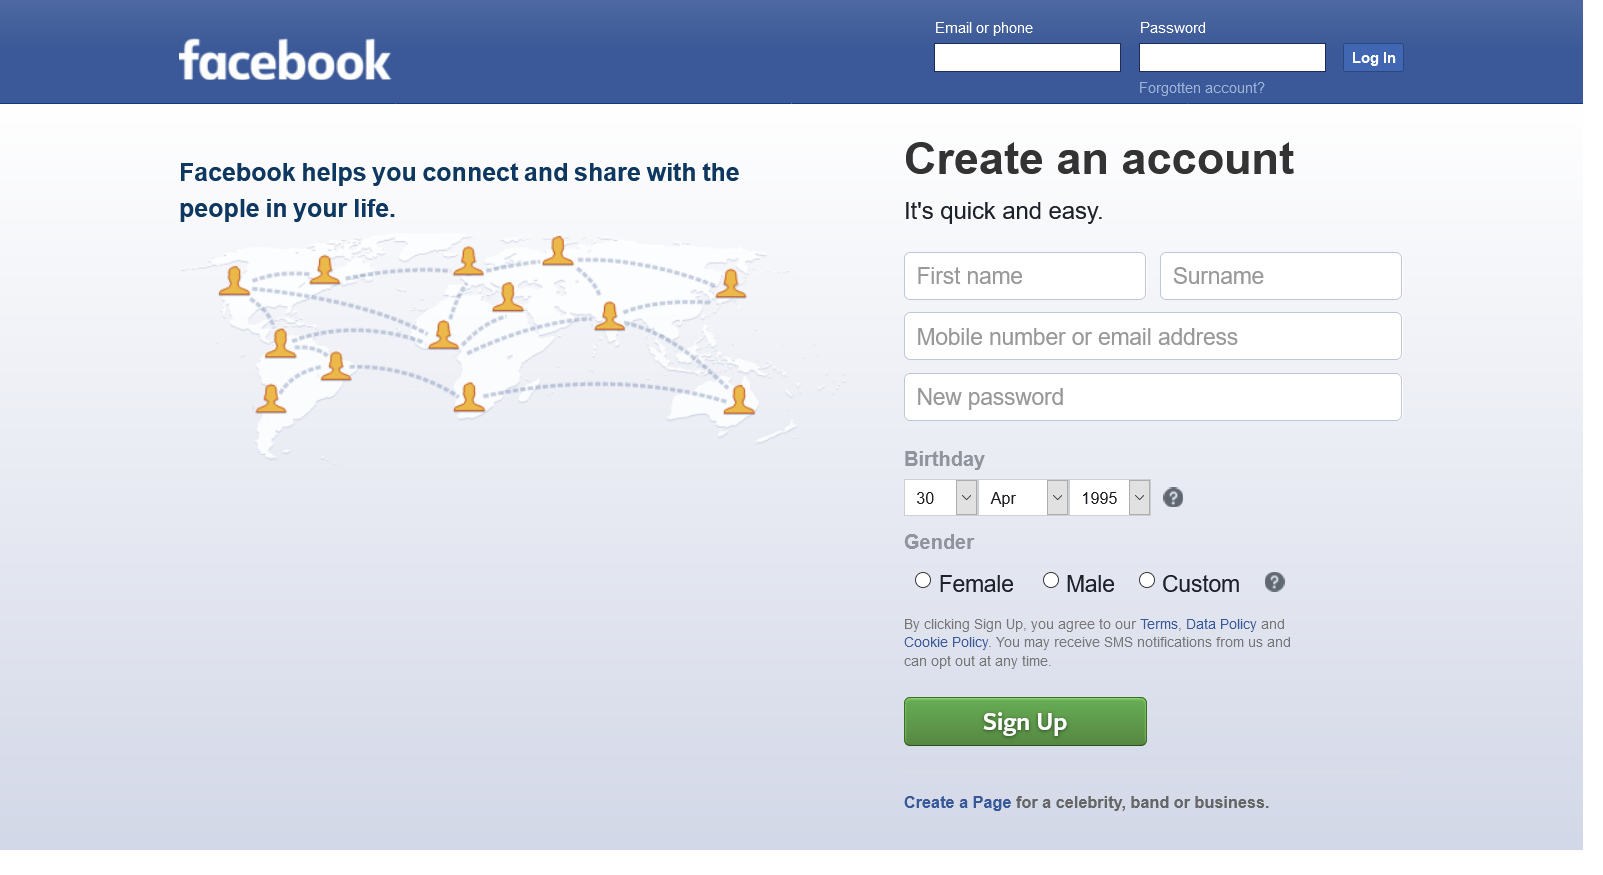 facebook
Email or phone
Password
Log In
Forgotten account?
Facebook helps you connect and share with the
people in your life.
Create an account
It's quick and easy.
First name
Surname
Mobile number or email address
New password
Birthday
30 Apr 1995 ?
Gender
Female Male Custom ?
By clicking Sign Up, you agree to our Terms, Data Policy and
Cookie Policy. You may receive SMS notifications from us and
can opt out at any time.
Sign Up
Create a Page for a celebrity, band or business.